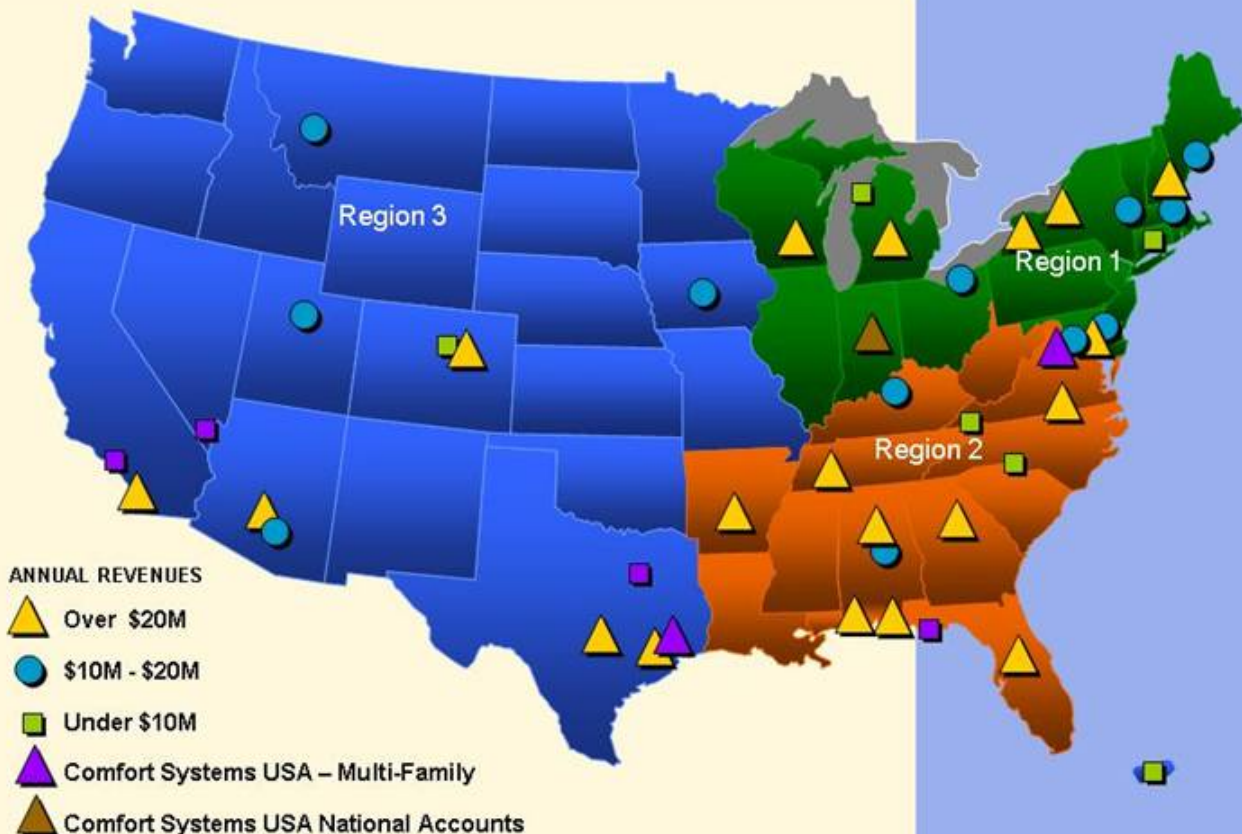 Region 3
Region 1
Region 2
ANNUAL REVENUES
Over $20M
$10M - $20M
Under $10M
Comfort Systems USA – Multi-Family
Comfort Systems USA National Accounts